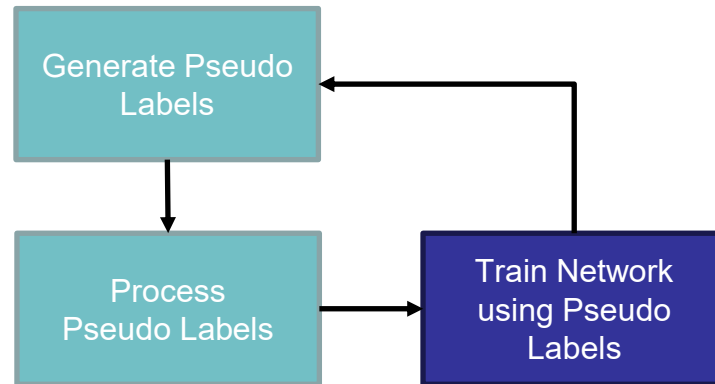 Generate Pseudo
Labels
Process
Pseudo Labels
Train Network
using Pseudo
Labels